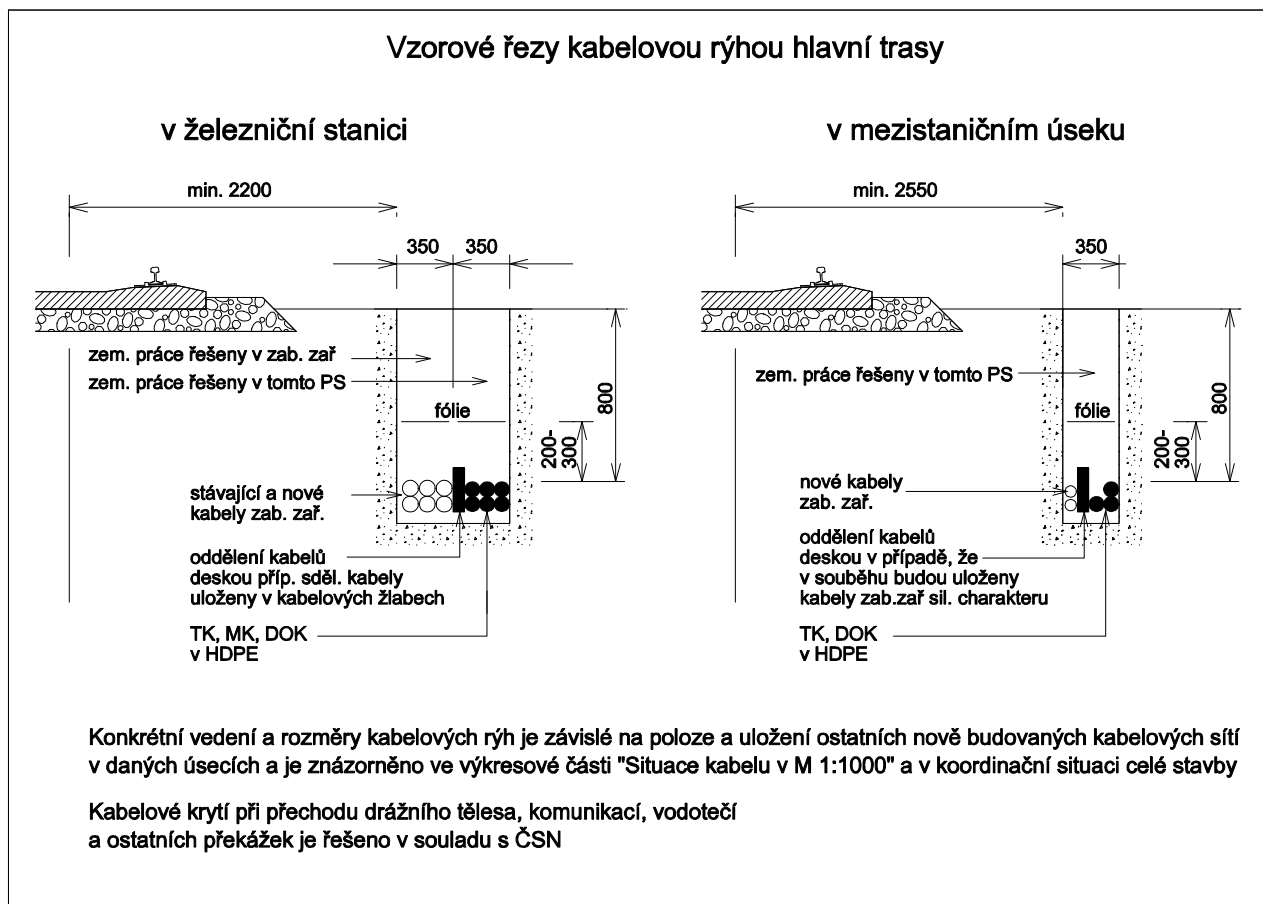 Vzorové řezy kabelovou rýhou hlavní trasy
v železniční stanici
min. 2200
350
350
zem. práce řešeny v zab. zař
zem. práce řešeny v tomto PS
fólie
800
200-
300
stávající a nové
kabely zab. zař.
oddělení kabelů
deskou příp. sděl. kabely
uloženy v kabelových žlabech
TK, MK, DOK
v HDPE
v mezistaničním úseku
min. 2550
350
zem. práce řešeny v tomto PS
fólie
800
200-
300
nové kabely
zab. zař.
oddělení kabelů
deskou v případě, že
v souběhu budou uloženy
kabely zab.zař sil. charakteru
TK, DOK
v HDPE
Konkrétní vedení a rozměry kabelových rýh je závislé na poloze a uložení ostatních nově budovaných kabelových sítí
v daných úsecích a je znázorněno ve výkresové části "Situace kabelu v M 1:1000" a v koordinační situaci celé stavby
Kabelové krytí při přechodu drážního tělesa, komunikací, vodotečí
a ostatních překážek je řešeno v souladu s ČSN